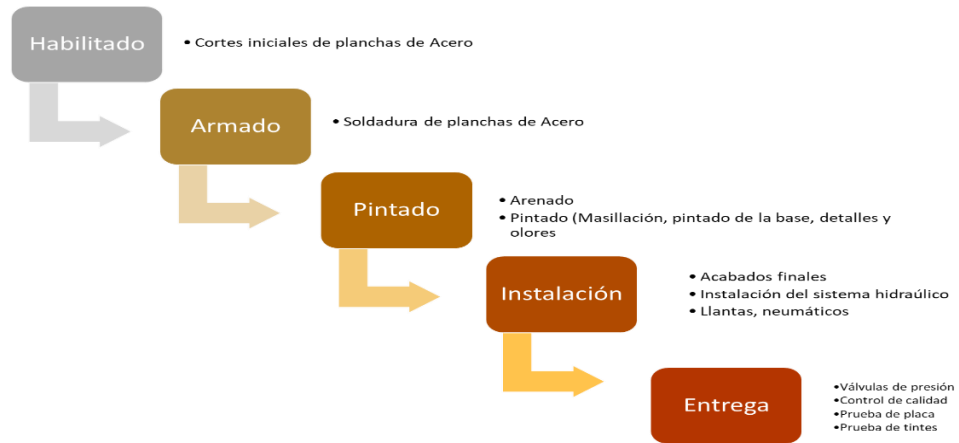 Habilitado
• Cortes iniciales de planchas de Acero
Armado
• Soldadura de planchas de Acero
Pintado
• Arenado
• Pintado (Masillación, pintado de la base, detalles y
olores
Instalación
• Acabados finales
• Instalación del sistema hidraúlico
• Llantas, neumáticos
Entrega
• Válvulas de presión
• Control de calidad
• Prueba de placa
• Prueba de tintes